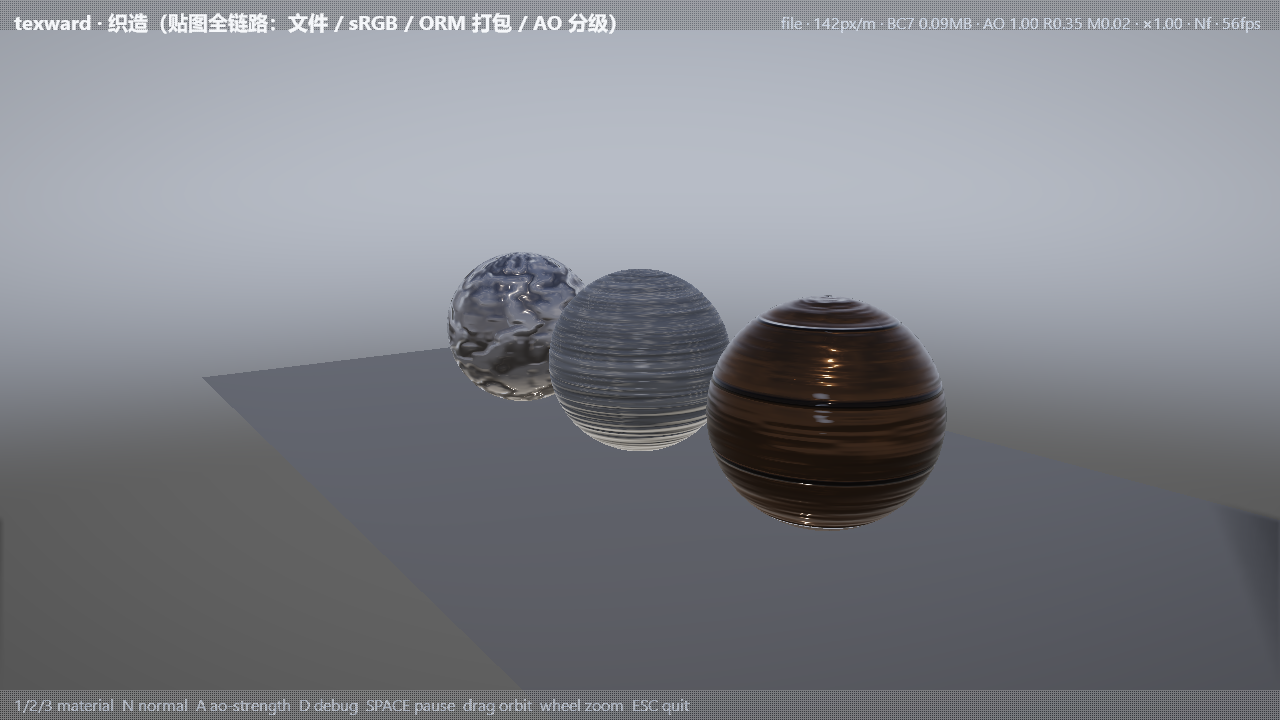 texward · 织造（贴图全链路：文件 / sRGB / ORM 打包 / AO 分级）
file · 142px/m · BC7 0.09MB · AO 1.00 R0.35 M0.02 · ×1.00 · Nf · 56fps
1/2/3 material  N normal  A ao-strength  D debug  SPACE pause  drag orbit  wheel zoom  ESC quit